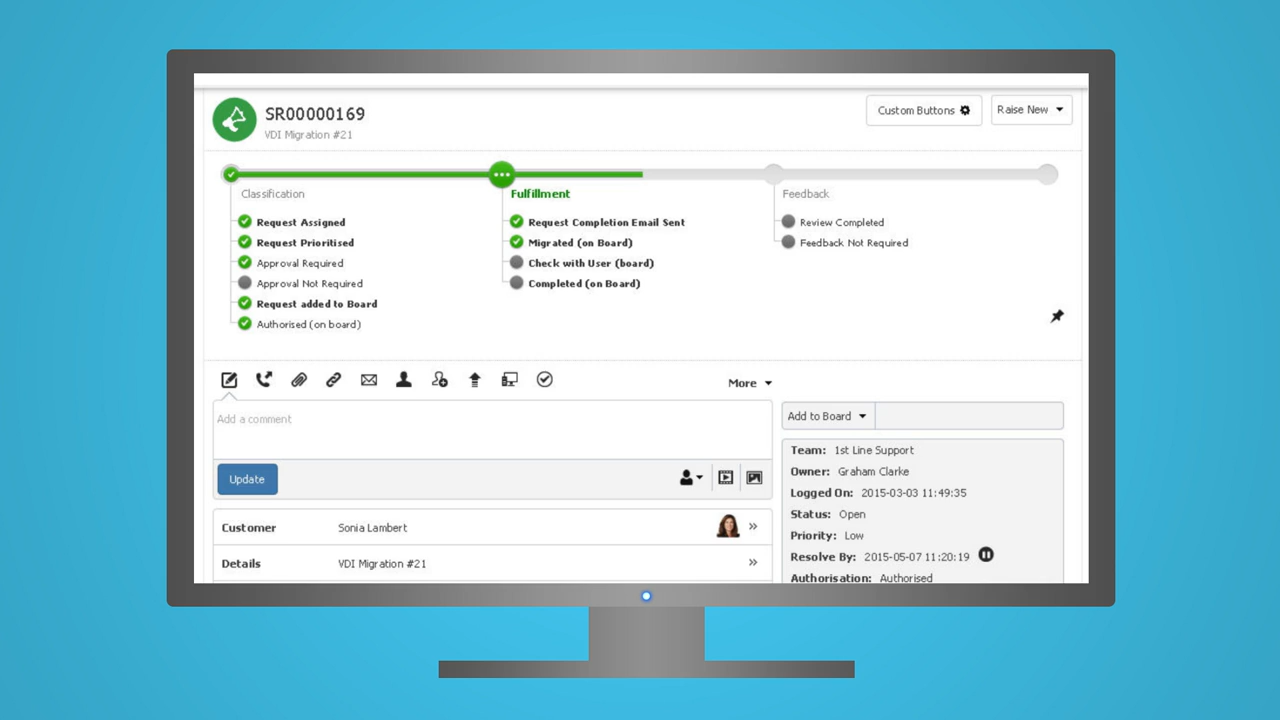 SR00000169
VDI Migration #21
Custom Buttons
Raise New
Classification
Request Assigned
Request Prioritised
Approval Required
Approval Not Required
Request added to Board
Authorised (on board)
Fulfillment
Request Completion Email Sent
Migrated (on Board)
Check with User (board)
Completed (on Board)
Feedback
Review Completed
Feedback Not Required
More
Add a comment
Update
Customer Sonia Lambert
Details VDI Migration #21
Add to Board
Team: 1st Line Support
Owner: Graham Clarke
Logged On: 2015-03-03 11:49:35
Status: Open
Priority: Low
Resolve By: 2015-05-07 11:20:19
Authorisation: Authorised